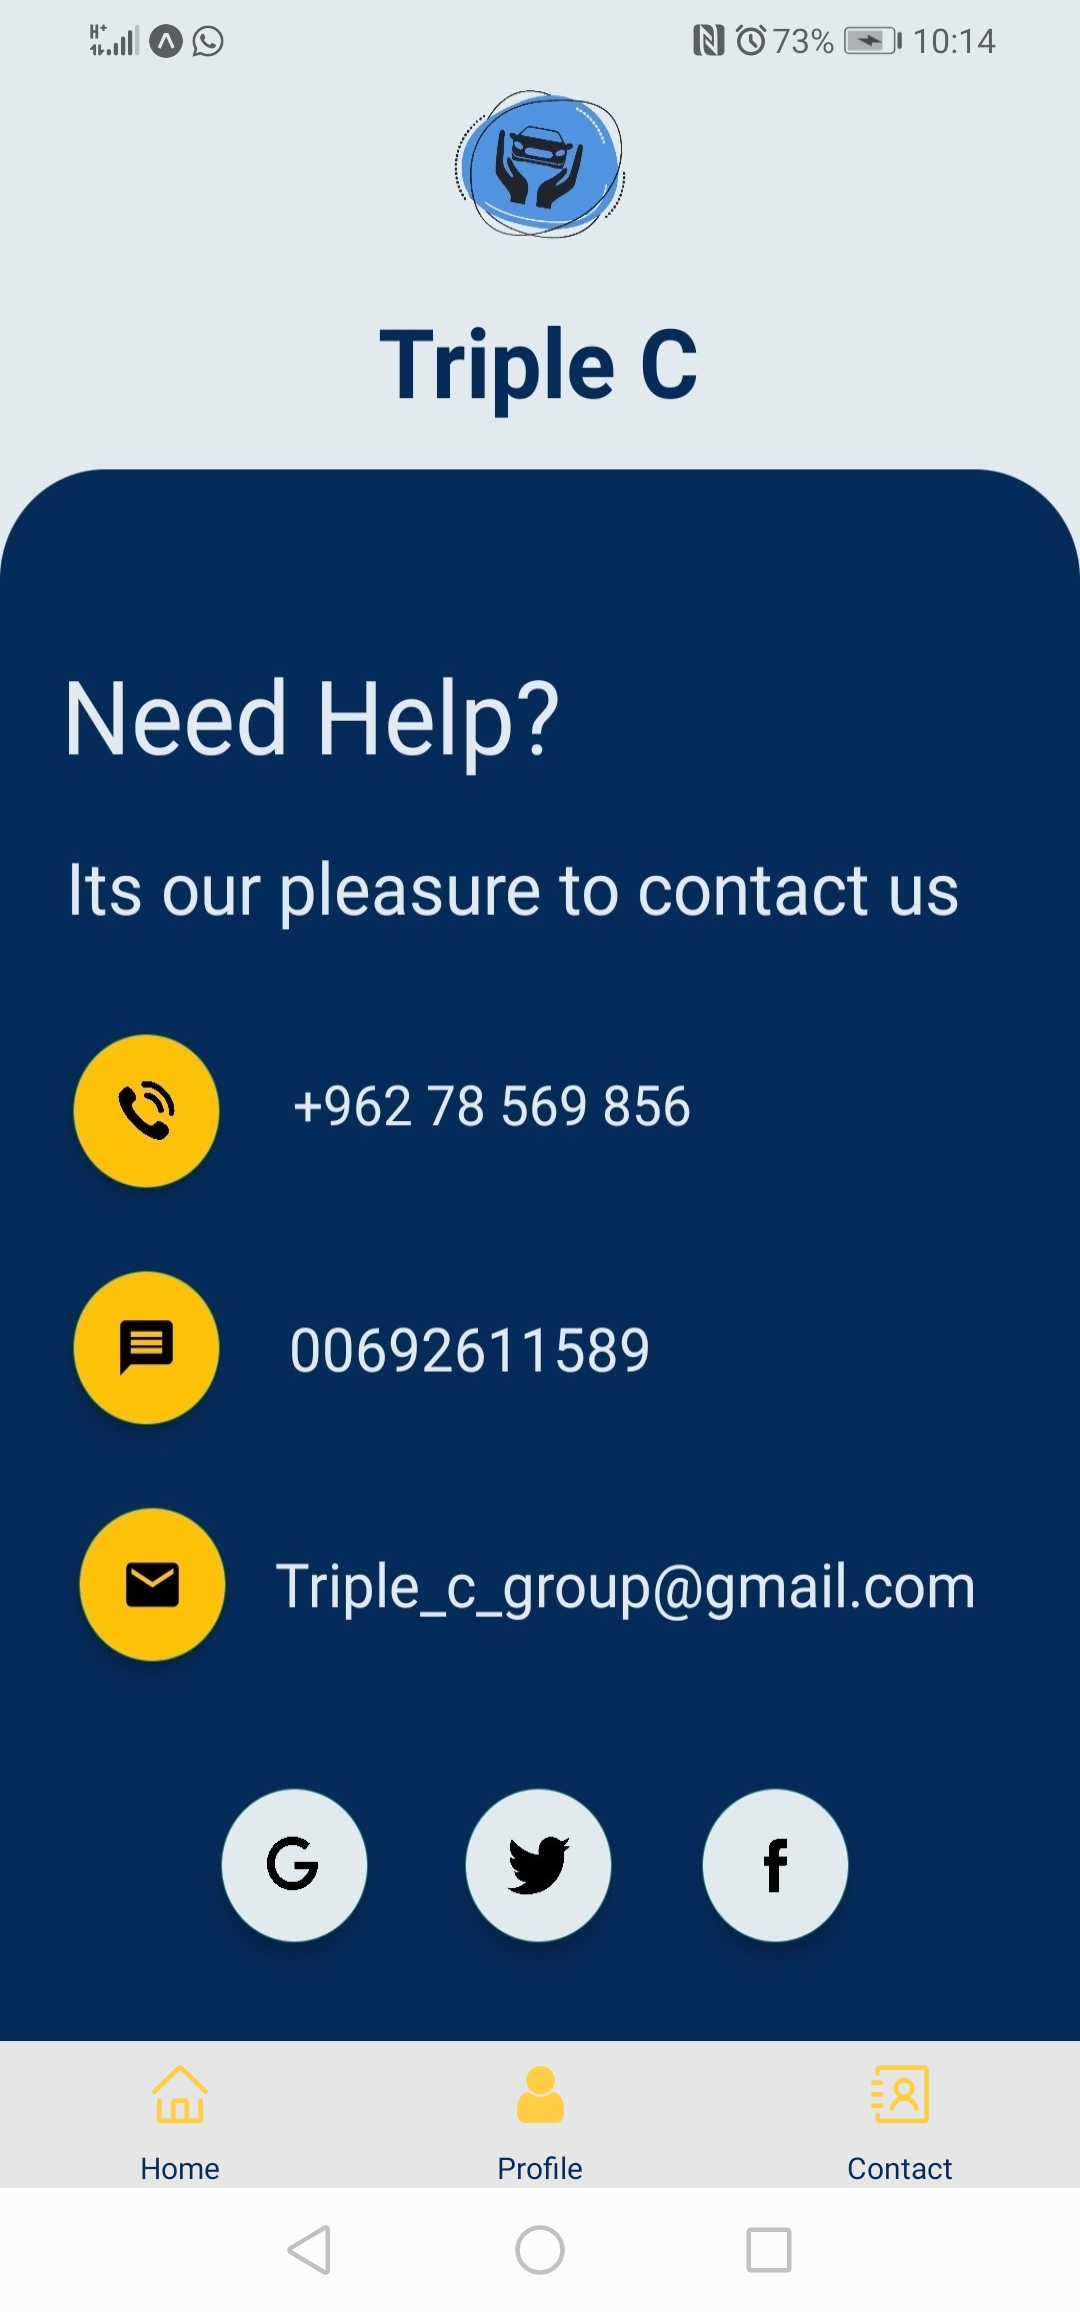 H+
73% 10:14
Triple C
Need Help?
Its our pleasure to contact us
+962 78 569 856
00692611589
Triple_c_group@gmail.com
Home Profile Contact